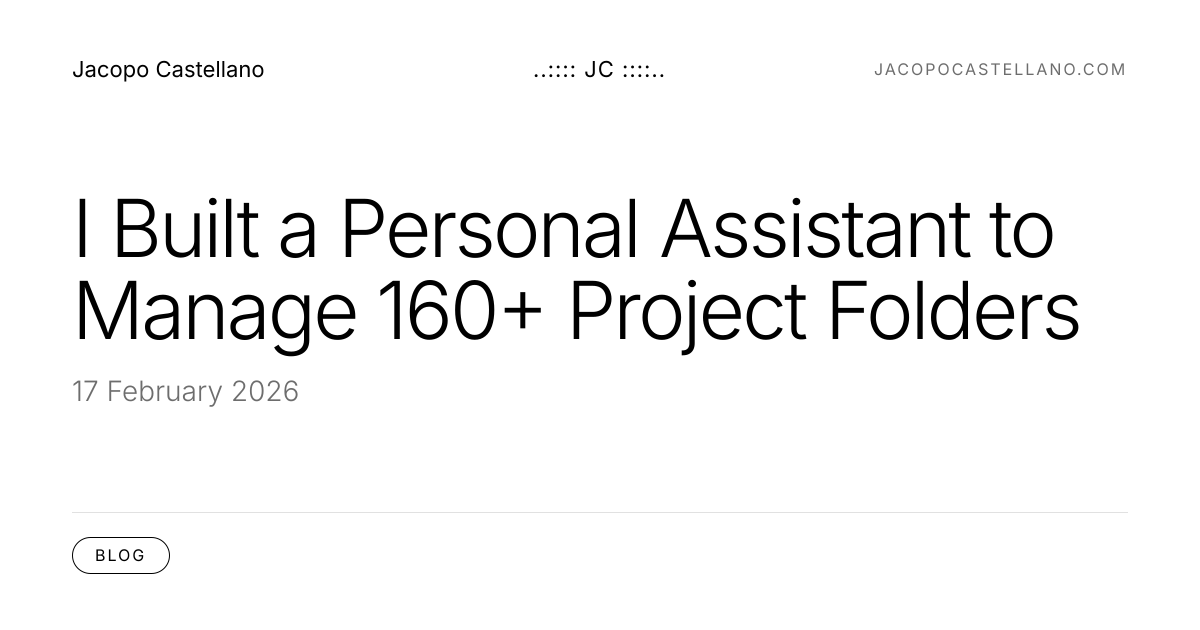 Jacopo Castellano
..:::: JC ::::..
JACOPOCASTELLANO.COM
I Built a Personal Assistant to
Manage 160+ Project Folders
17 February 2026
BLOG